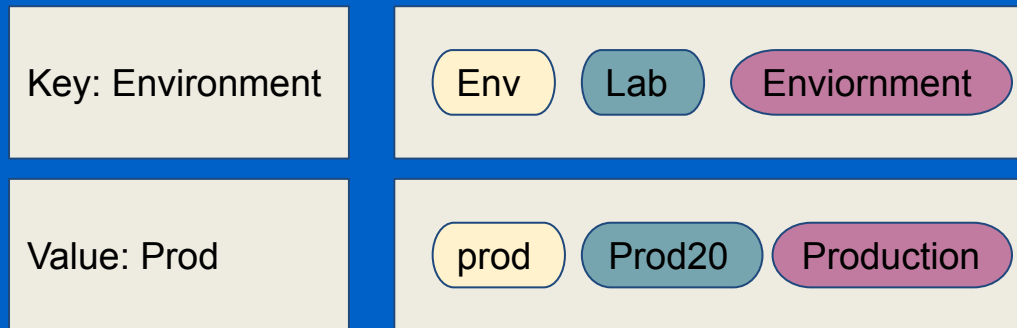 Key: Environment
Env
Lab
Enviornment
Value: Prod
prod
Prod20
Production